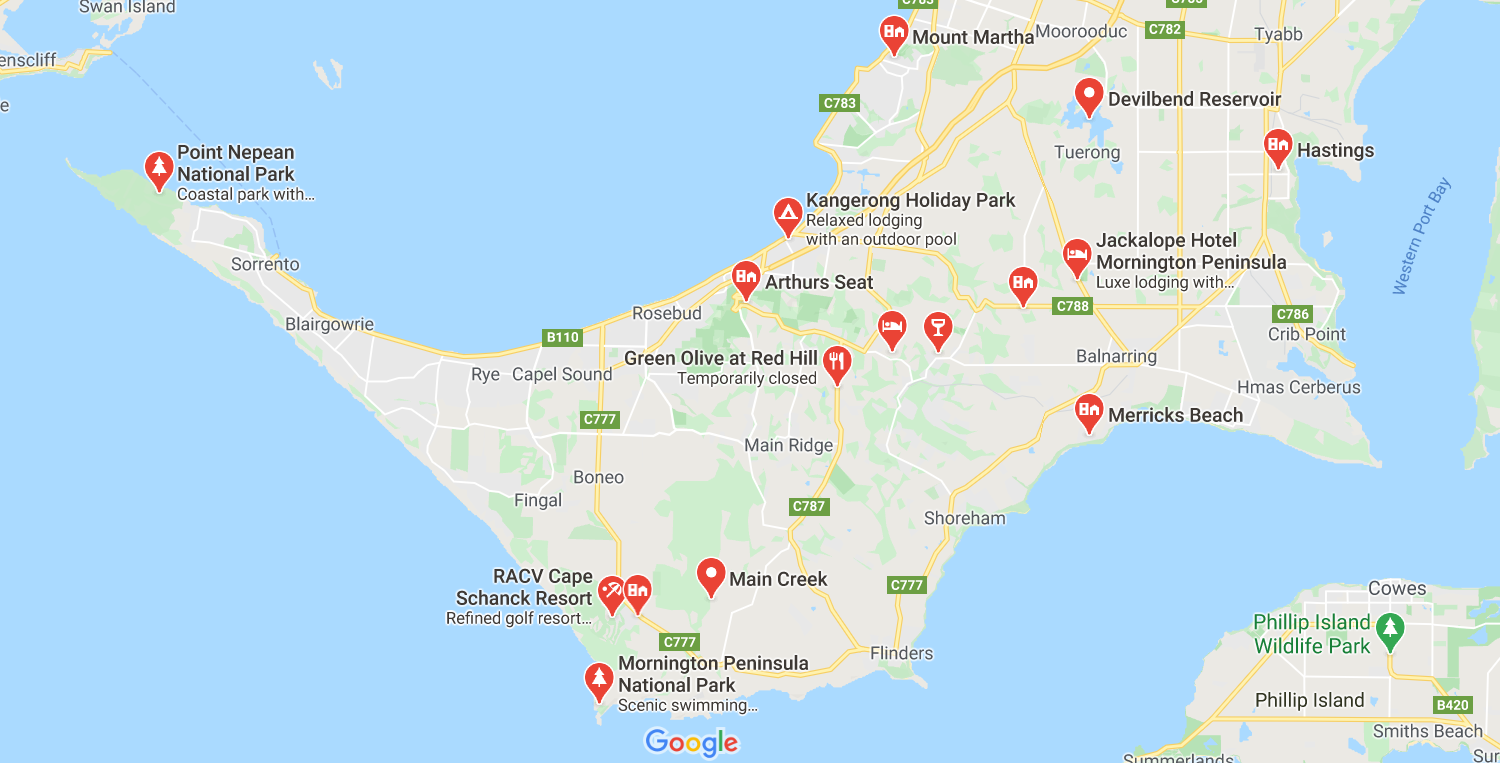 Swan Island
C783
Mount Martha
Moorooduc
C782
Tyabb
enscliff
C783
Devilbend Reservoir
Point Nepean
National Park
Coastal park with...
Tuerong
Hastings
Western Port Bay
Kangerong Holiday Park
Relaxed lodging
with an outdoor pool
Jackalope Hotel
Mornington Peninsula
Luxe lodging with...
Sorrento
Arthurs Seat
Blairgowrie
Rosebud
C788
C786
Crib Point
B110
Green Olive at Red Hill
Temporarily closed
Balnarring
Rye
Capel Sound
Hmas Cerberus
C777
Merricks Beach
Main Ridge
Boneo
Fingal
C787
Shoreham
RACV Cape
Schanck Resort
Refined golf resort...
Main Creek
C777
Cowes
Phillip Island
Wildlife Park
C777
Flinders
Mornington Peninsula
National Park
Scenic swimming...
Phillip Island
B420
Smiths Beach
Google
Summerlands